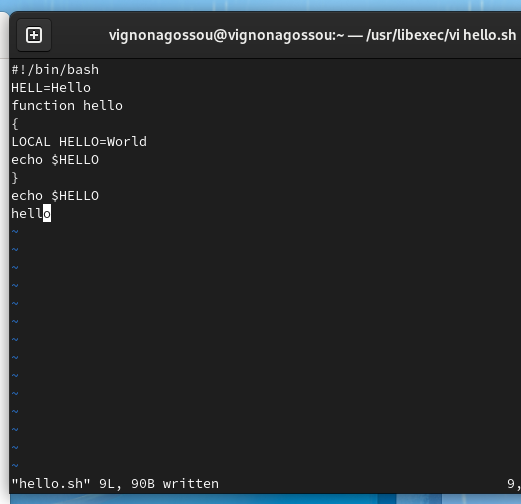 vignonagossou@vignonagossou:~ — /usr/libexec/vi hello.sh
#!/bin/bash
HELL=Hello
function hello
{
LOCAL HELLO=World
echo $HELLO
}
echo $HELLO
hello
~
~
~
~
~
~
~
~
~
~
~
~
~
~
"hello.sh" 9L, 90B written 9,